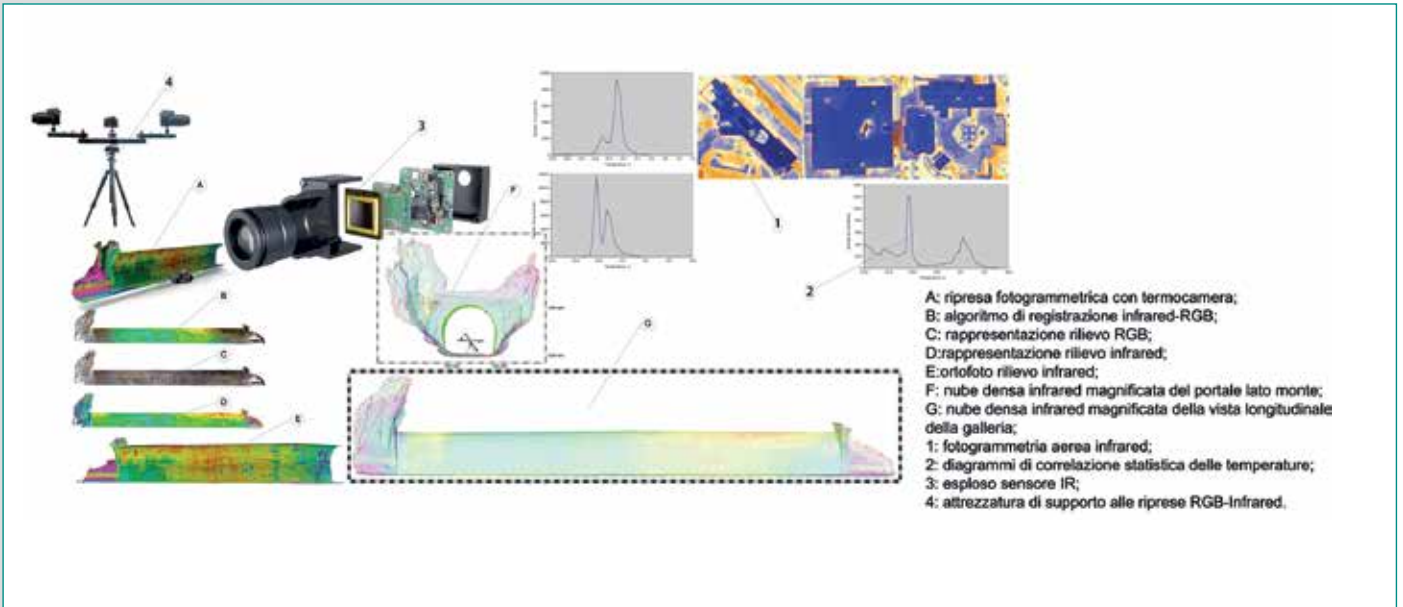 4
3
A
F
1
2
B
G
C
D
E
A: ripresa fotogrammetrica con termocamera;
B: algoritmo di registrazione infrared-RGB;
C: rappresentazione rilievo RGB;
D:rappresentazione rilievo infrared;
E:ortofoto rilievo infrared;
F: nube densa infrared magnificata del portale lato monte;
G: nube densa infrared magnificata della vista longitudinale
della galleria;
1: fotogrammetria aerea infrared;
2: diagrammi di correlazione statistica delle temperature;
3: esploso sensore IR;
4: attrezzatura di supporto alle riprese RGB-Infrared.